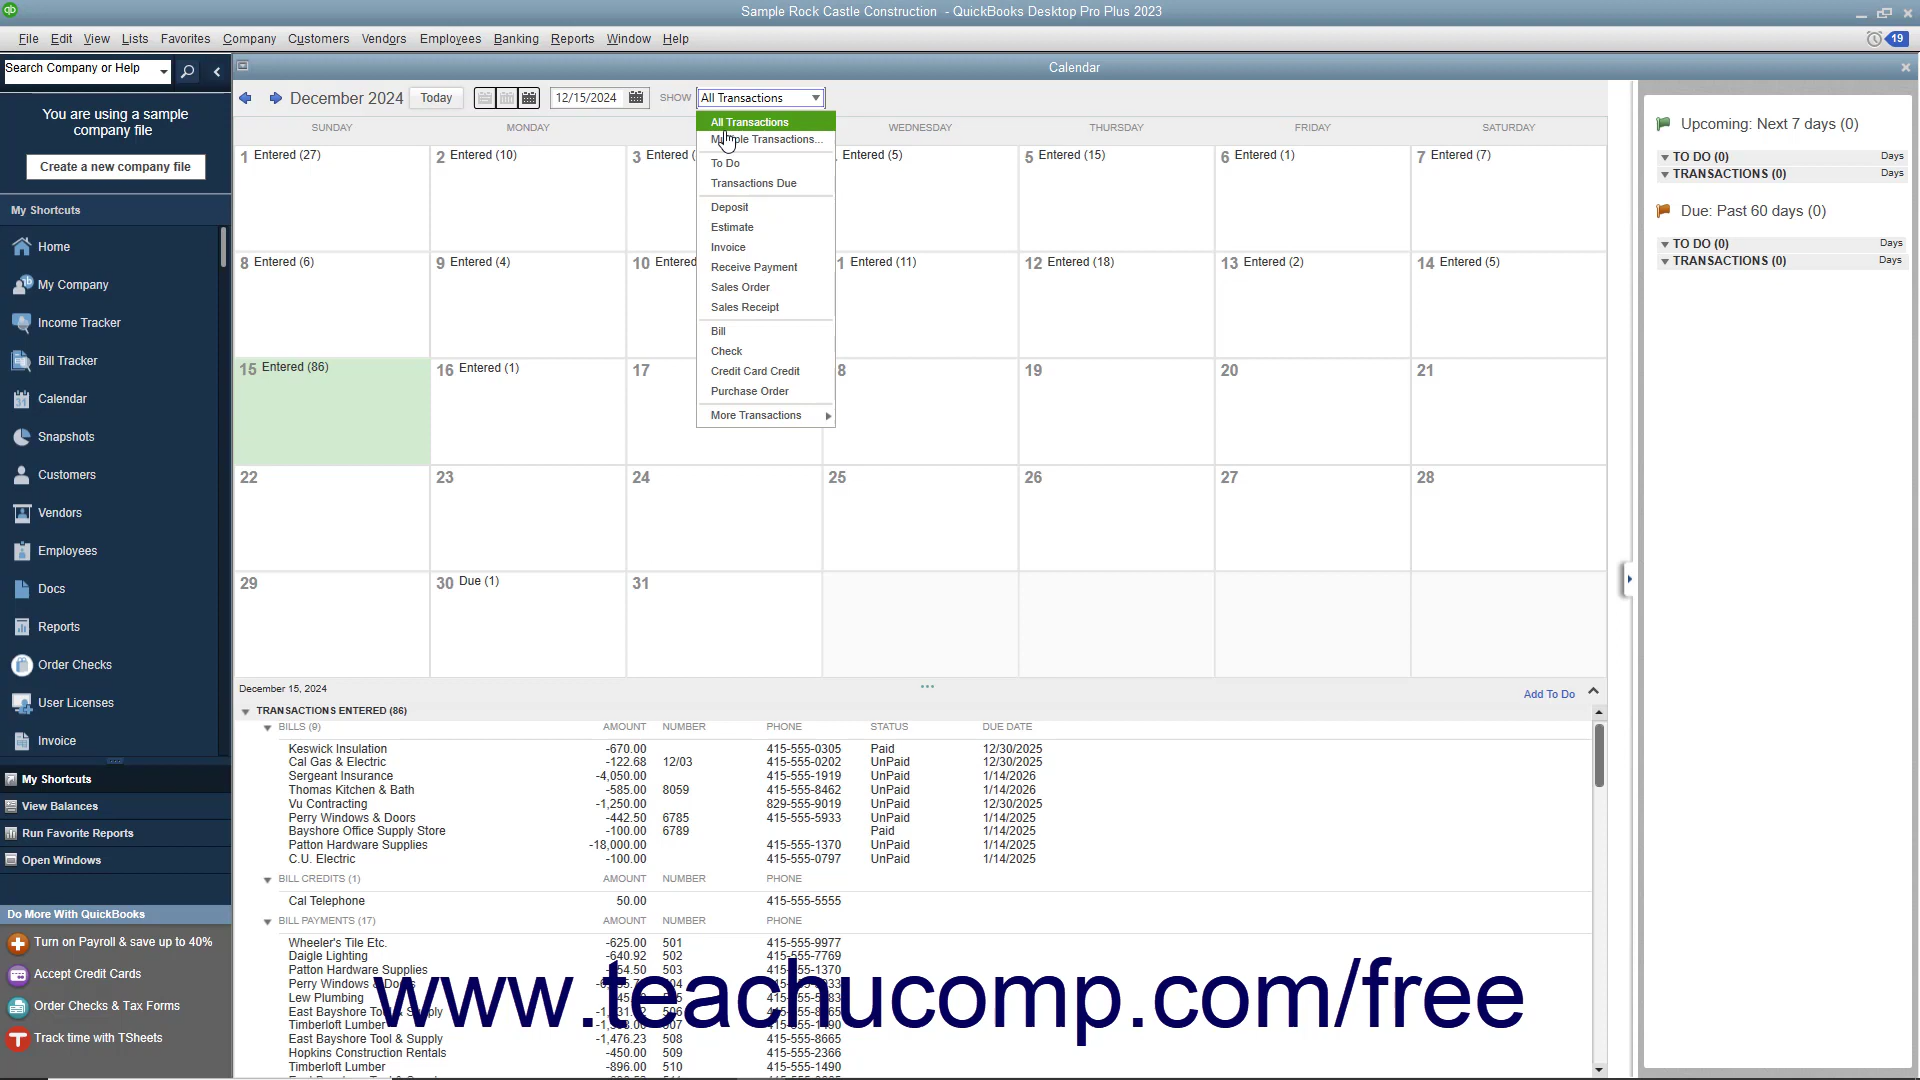 Sample Rock Castle Construction - QuickBooks Desktop Pro Plus 2023
File Edit View Lists Favorites Company Customers Vendors Employees Banking Reports Window Help
19
Search Company or Help
Calendar
You are using a sample
company file
Create a new company file
My Shortcuts
Home
My Company
Income Tracker
Bill Tracker
Calendar
Snapshots
Customers
Vendors
Employees
Docs
Reports
Order Checks
User Licenses
Invoice
My Shortcuts
View Balances
Run Favorite Reports
Open Windows
Do More With QuickBooks
Turn on Payroll & save up to 40%
Accept Credit Cards
Order Checks & Tax Forms
Track time with TSheets
December 2024 Today 12/15/2024 SHOW All Transactions
All Transactions
Transactions...
To Do
Transactions Due
Deposit
Estimate
Invoice
Receive Payment
Sales Order
Sales Receipt
Bill
Check
Credit Card Credit
Purchase Order
More Transactions
SUNDAY MONDAY WEDNESDAY THURSDAY FRIDAY SATURDAY
1 Entered (27) 2 Entered (10) 3 Entered Entered (5) 5 Entered (15) 6 Entered (1) 7 Entered (7)
8 Entered (6) 9 Entered (4) 10 Entered 1 Entered (11) 12 Entered (18) 13 Entered (2) 14 Entered (5)
15 Entered (86) 16 Entered (1) 17 8 19 20 21
22 23 24 25 26 27 28
29 30 Due (1) 31
December 15, 2024 Add To Do
TRANSACTIONS ENTERED (86)
BILLS (9) AMOUNT NUMBER PHONE STATUS DUE DATE
Keswick Insulation -670.00 415-555-0305 Paid 12/30/2025
Cal Gas & Electric -122.68 12/03 415-555-0202 UnPaid 12/30/2025
Sergeant Insurance -4,050.00 415-555-1919 UnPaid 1/14/2026
Thomas Kitchen & Bath -585.00 8059 415-555-8462 UnPaid 1/14/2026
Vu Contracting -1,250.00 829-555-9019 UnPaid 12/30/2025
Perry Windows & Doors -442.50 6785 415-555-5933 UnPaid 1/14/2025
Bayshore Office Supply Store -100.00 6789 Paid 1/14/2025
Patton Hardware Supplies -18,000.00 415-555-1370 UnPaid 1/14/2025
C.U. Electric -100.00 415-555-0797 UnPaid 1/14/2025
BILL CREDITS (1) AMOUNT NUMBER PHONE
Cal Telephone 50.00 415-555-5555
BILL PAYMENTS (17) AMOUNT NUMBER PHONE
Wheeler's Tile Etc. -625.00 501 415-555-9977
Daigle Lighting -640.92 502 415-555-7769
Patton Hardware Supplies 503 415-555-1370
Perry Windows &
Lew Plumbing
East Bayshore Tool & Supply 506
Timberloft Lumber
East Bayshore Tool & Supply -1,476.23 508 415-555-8665
Hopkins Construction Rentals -450.00 509 415-555-2366
Timberloft Lumber -896.00 510 415-555-1490
Upcoming: Next 7 days (0)
TO DO (0) Days
TRANSACTIONS (0) Days
Due: Past 60 days (0)
TO DO (0) Days
TRANSACTIONS (0) Days
www.teachucomp.com/free